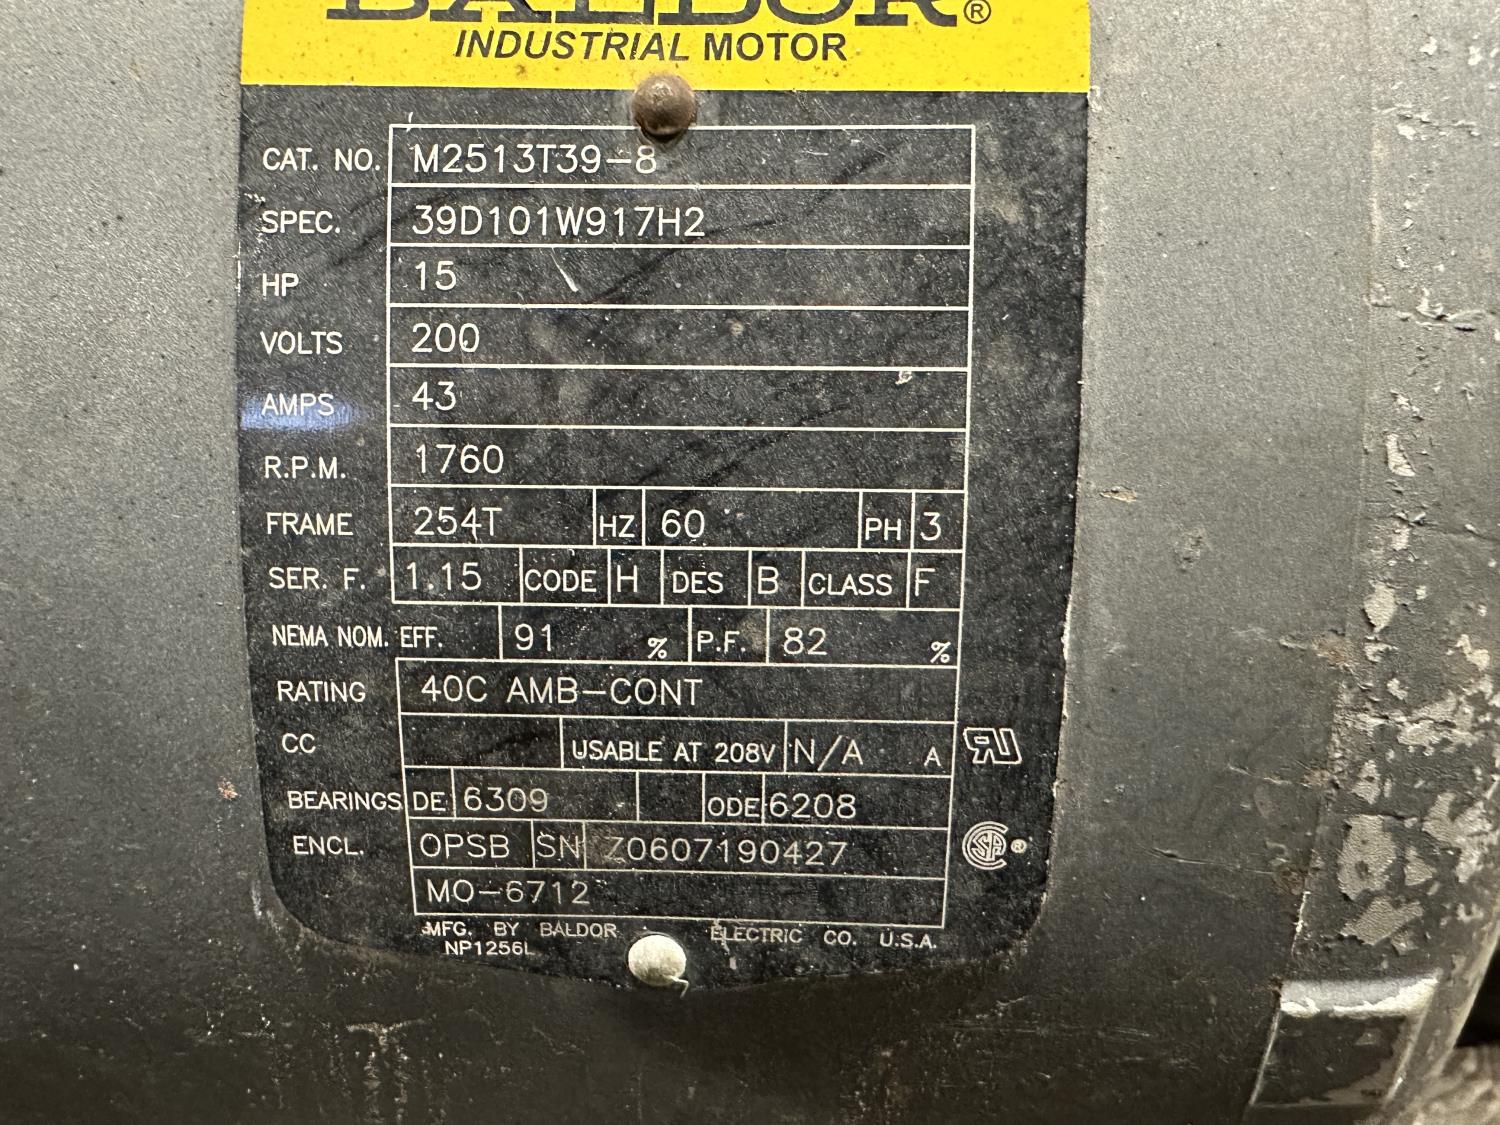 BALDOR®
INDUSTRIAL MOTOR
CAT. NO. M2513T39-8
SPEC. 39D101W917H2
HP 15
VOLTS 200
AMPS 43
R.P.M. 1760
FRAME 254T HZ 60 PH 3
SER. F. 1.15 CODE H DES B CLASS F
NEMA NOM. EFF. 91 % P.F. 82 %
RATING 40C AMB-CONT
CC USABLE AT 208V N/A A
BEARINGS DE 6309 ODE 6208
ENCL. OPSB SN Z0607190427
MO-6712
MFG. BY BALDOR ELECTRIC CO. U.S.A.
NP1256L